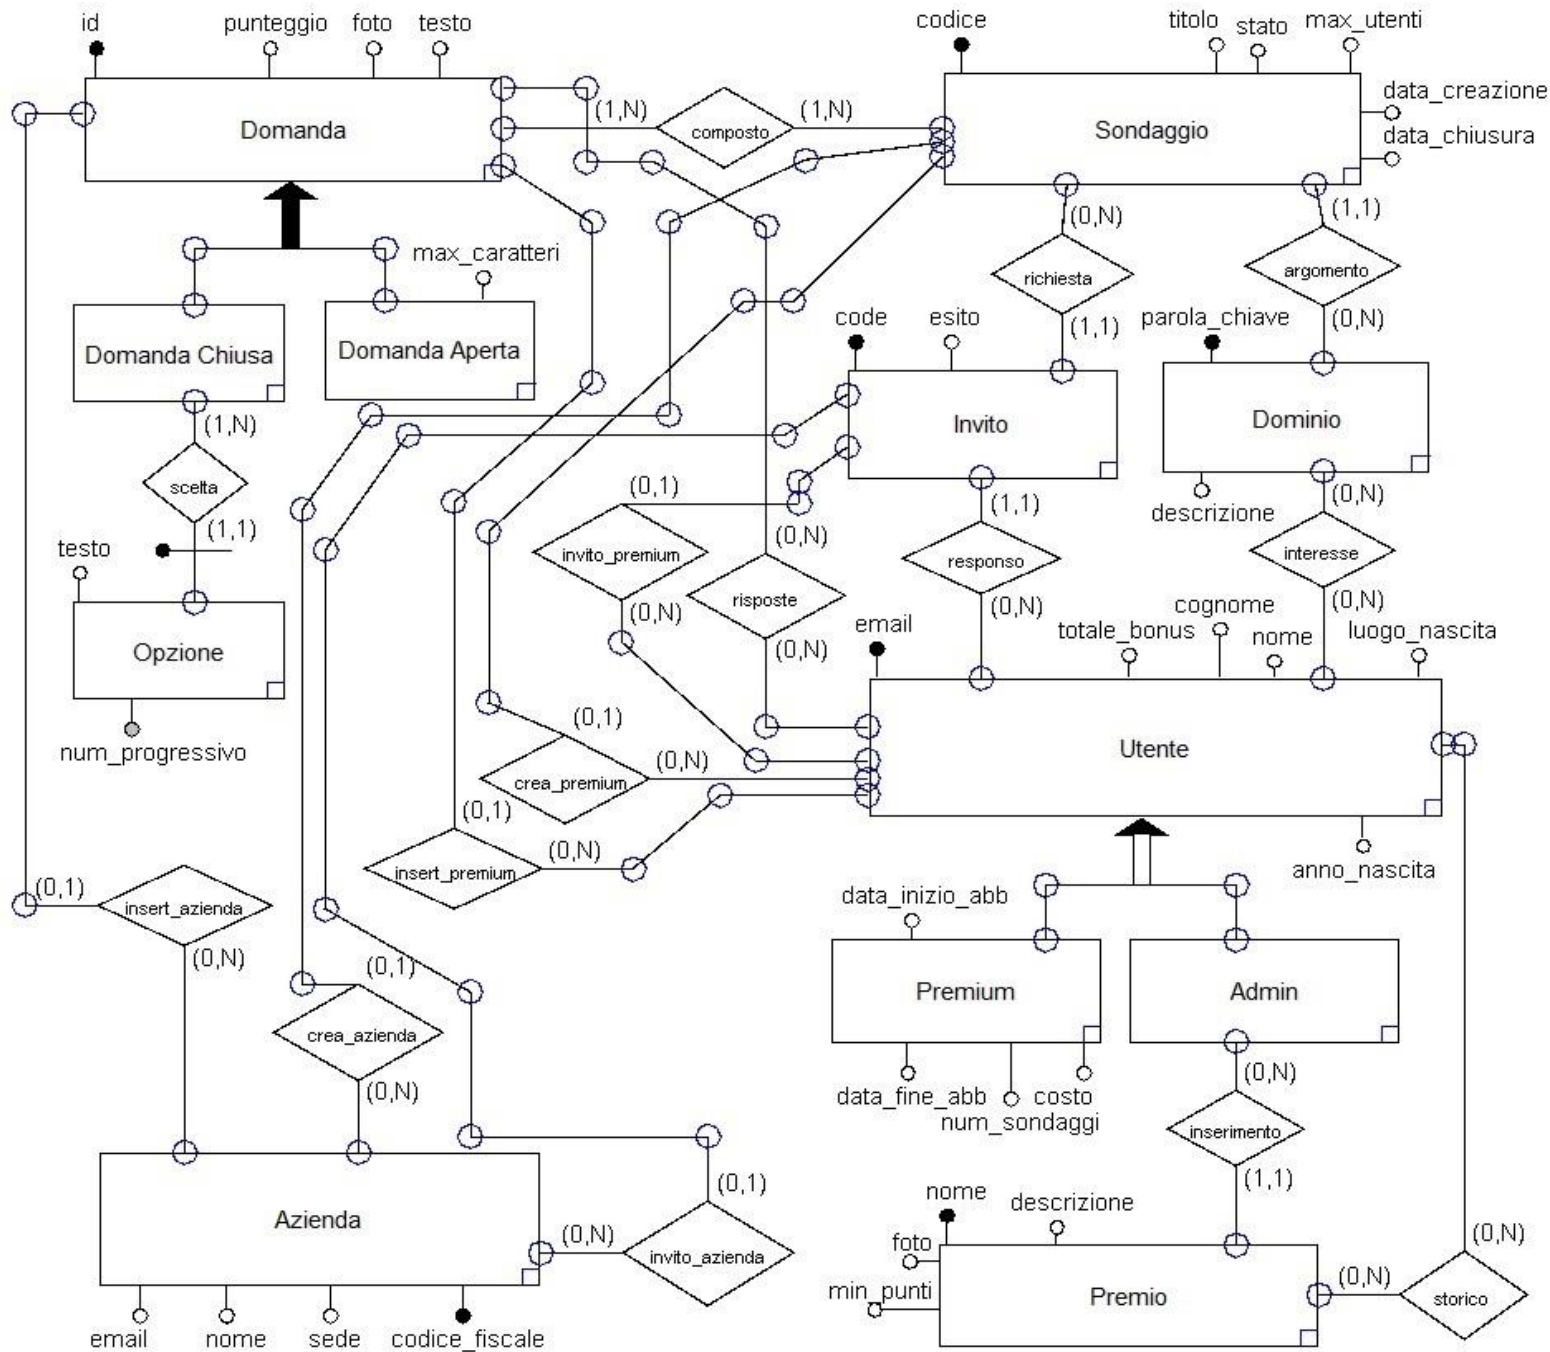 id
punteggio
foto
testo
codice
titolo
stato
max_utenti
Domanda
(1,N)
composto
(1,N)
Sondaggio
data_creazione
data_chiusura
(0,N)
(1,1)
max_caratteri
richiesta
argomento
Domanda Chiusa
Domanda Aperta
code
esito
(1,1)
parola_chiave
(0,N)
(1,N)
Invito
Dominio
scelta
(0,1)
(1,1)
(0,N)
descrizione
testo
(1,1)
invito_premium
(0,N)
responso
interesse
risposte
(0,N)
(0,N)
(0,N)
email
cognome
totale_bonus
nome
luogo_nascita
Opzione
(0,N)
num_progressivo
(0,1)
Utente
crea_premium
(0,N)
(0,1)
insert_premium
(0,N)
anno_nascita
(0,1)
insert_azienda
data_inizio_abb
(0,N)
(0,1)
Premium
Admin
crea_azienda
(0,N)
data_fine_abb
costo
num_sondaggi
(0,N)
inserimento
(0,1)
(1,1)
nome
descrizione
Azienda
(0,N)
invito_azienda
foto
min_punti
Premio
(0,N)
(0,N)
storico
email
nome
sede
codice_fiscale